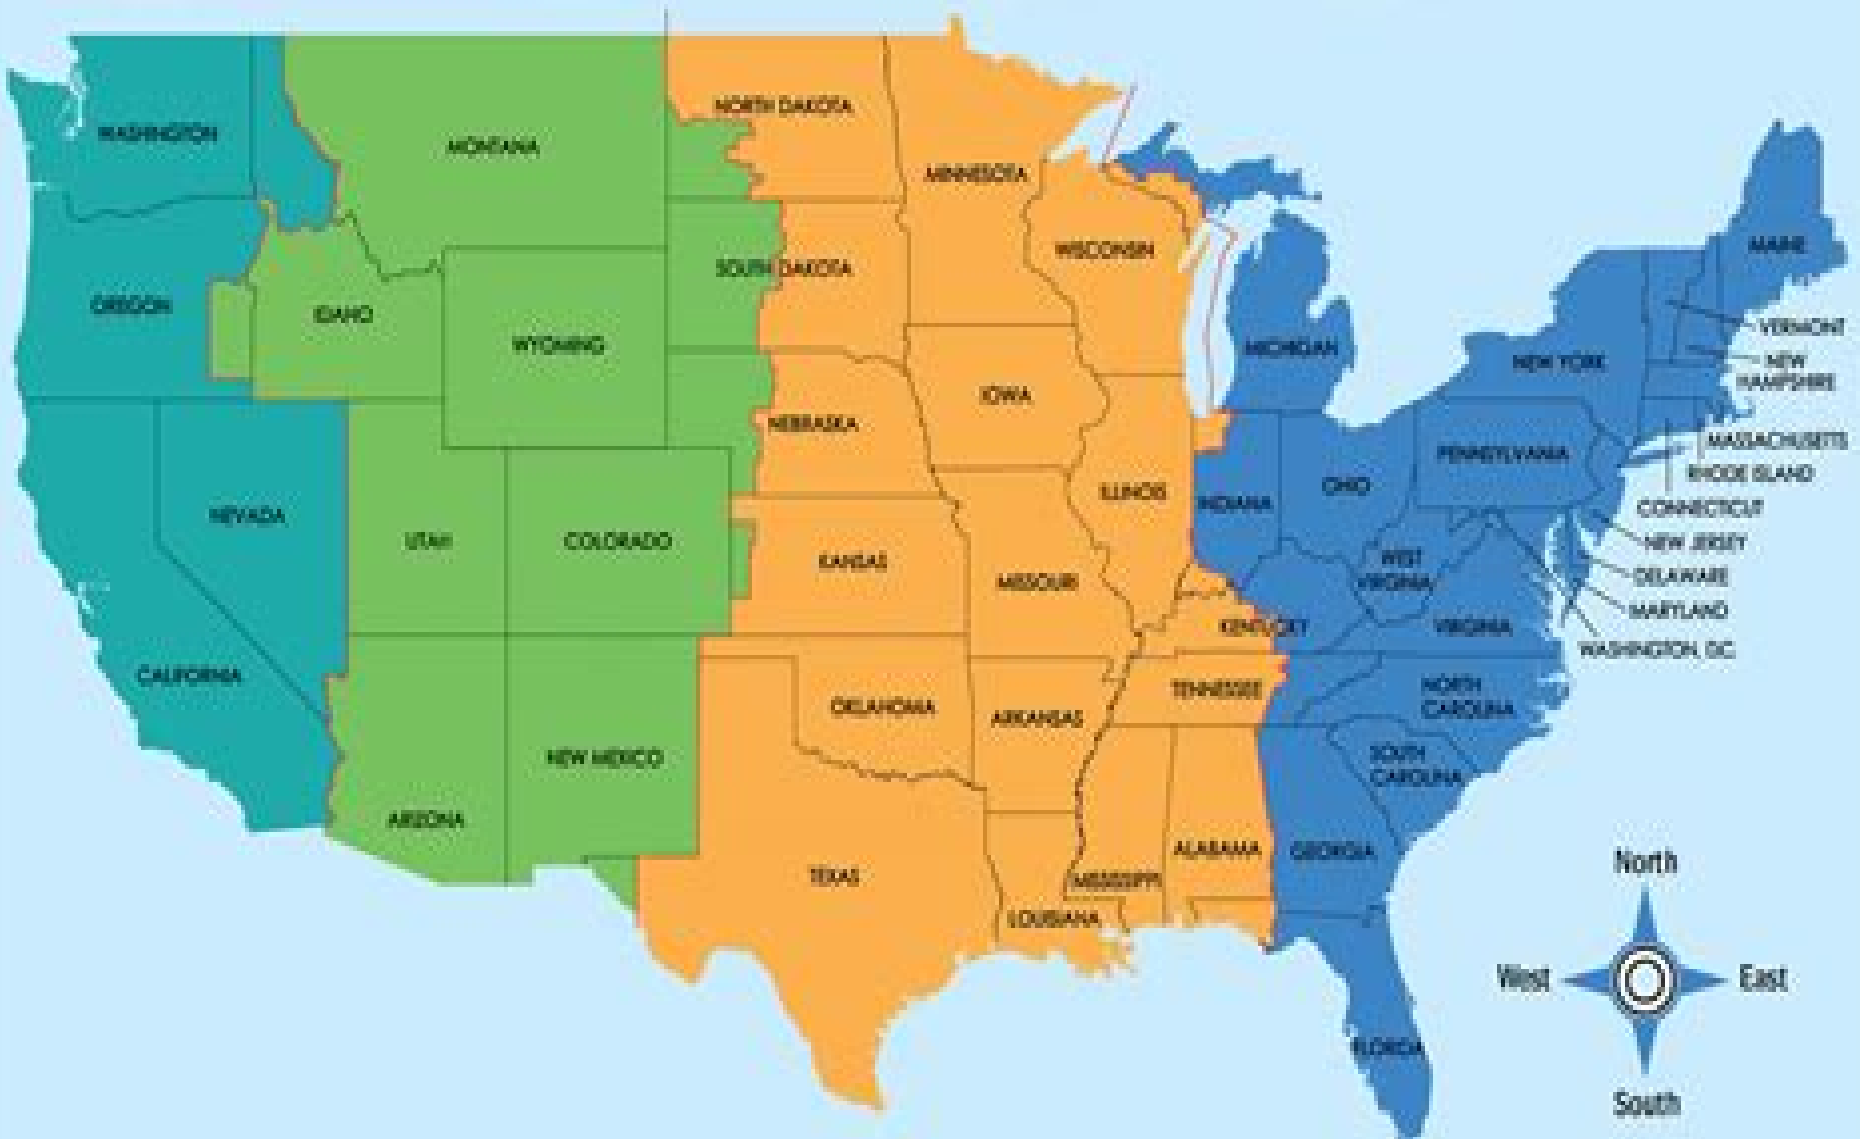 WASHINGTON
MONTANA
NORTH DAKOTA
MINNESOTA
MAINE
OREGON
IDAHO
SOUTH DAKOTA
WISCONSIN
WYOMING
MICHIGAN
NEW YORK
VERMONT
NEW
HAMPSHIRE
IOWA
NEBRASKA
PENNSYLVANIA
MASSACHUSETTS
RHODE ISLAND
CONNECTICUT
NEVADA
UTAH
COLORADO
KANSAS
MISSOURI
ILLINOIS
INDIANA
OHIO
WEST
VIRGINIA
NEW JERSEY
DELAWARE
MARYLAND
WASHINGTON, D.C.
KENTUCKY
VIRGINIA
CALIFORNIA
OKLAHOMA
ARKANSAS
TENNESSEE
NORTH
CAROLINA
NEW MEXICO
SOUTH
CAROLINA
ARIZONA
TEXAS
LOUISIANA
MISSISSIPPI
ALABAMA
GEORGIA
FLORIDA
North
West
East
South